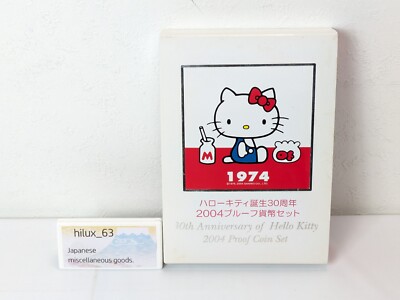 M
1974
ハローキティ誕生30周年
2004プルーフ貨幣セット
30th Anniversary of Hello Kitty
2004 Proof Coin Set
hilux_63
Japanese
miscellaneous goods.